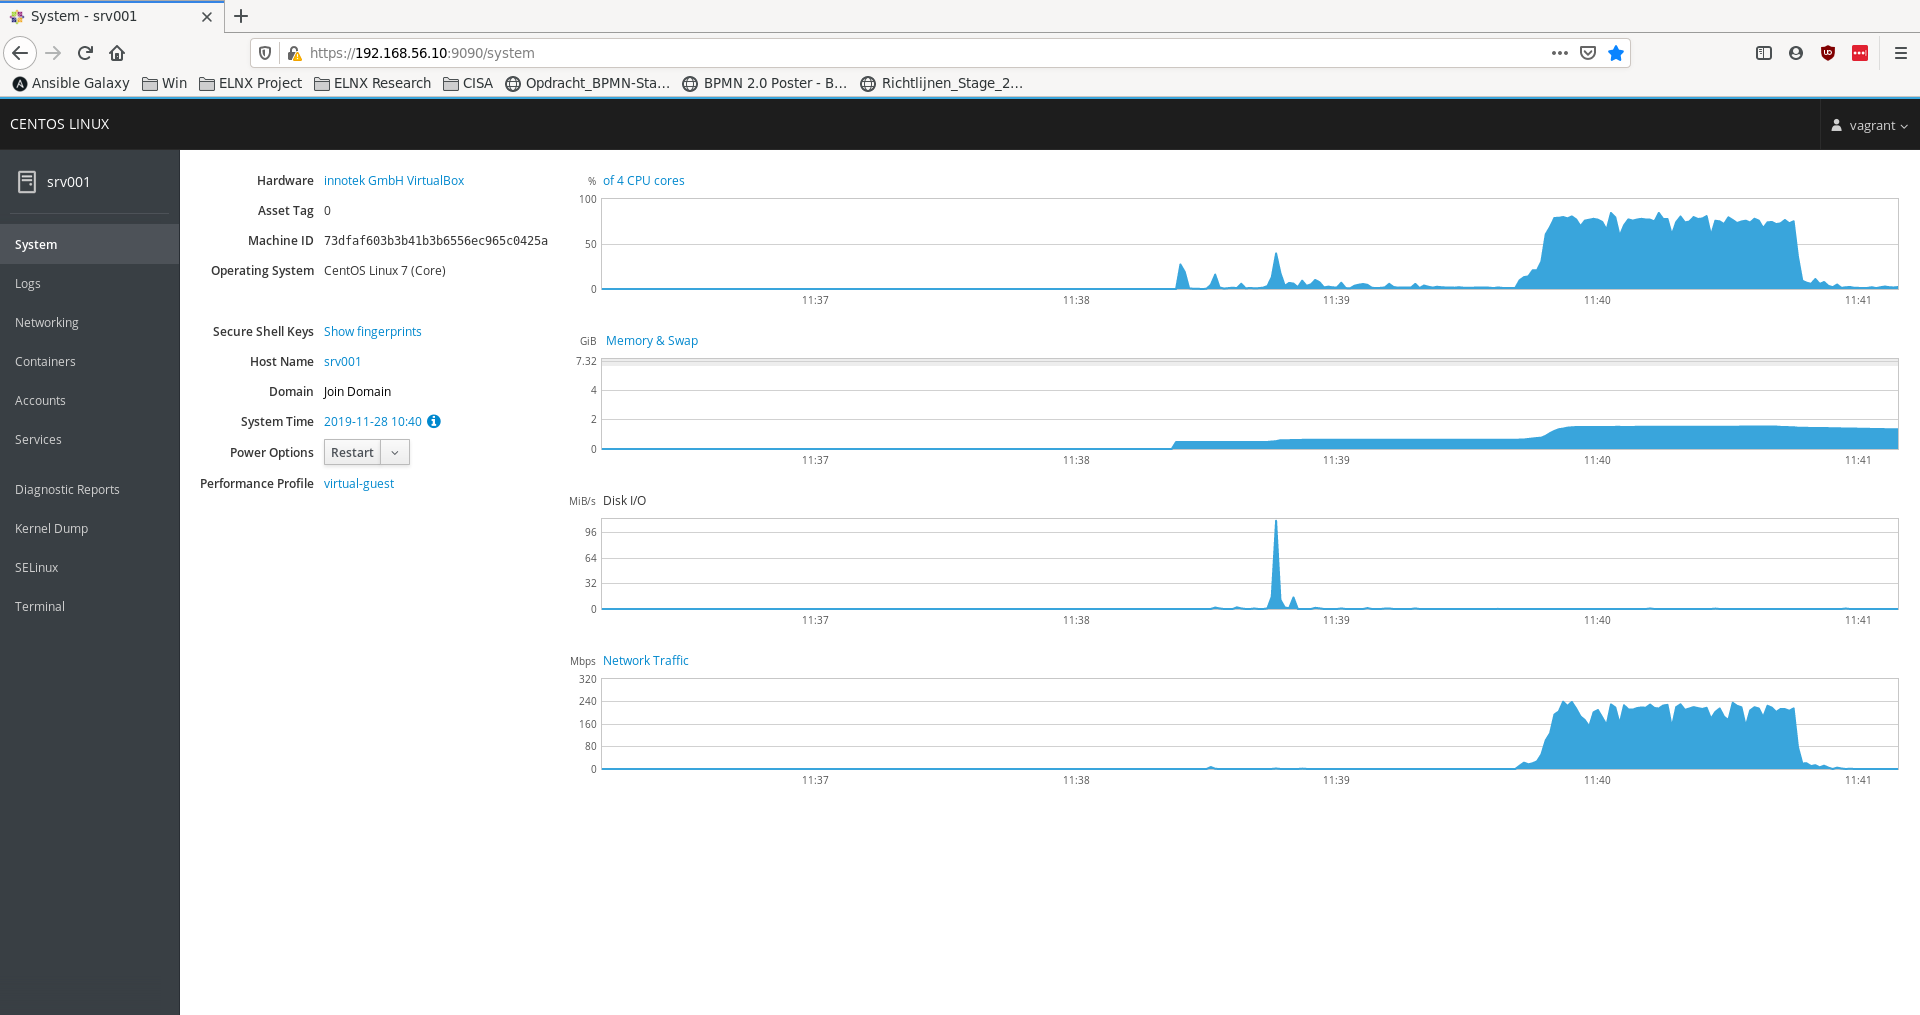 System - srv001
https://192.168.56.10:9090/system
Ansible Galaxy Win ELNX Project ELNX Research CISA Opdracht_BPMN-Sta... BPMN 2.0 Poster - B... Richtlijnen_Stage_2...
CENTOS LINUX
vagrant
srv001
System
Logs
Networking
Containers
Accounts
Services
Diagnostic Reports
Kernel Dump
SELinux
Terminal
Hardware innotek GmbH VirtualBox
Asset Tag 0
Machine ID 73dfaf603b3b41b3b6556ec965c0425a
Operating System CentOS Linux 7 (Core)
Secure Shell Keys Show fingerprints
Host Name srv001
Domain Join Domain
System Time 2019-11-28 10:40
Power Options Restart
Performance Profile virtual-guest
% of 4 CPU cores
100
50
0
11:37 11:38 11:39 11:40 11:41
GiB Memory & Swap
7.32
4
2
0
11:37 11:38 11:39 11:40 11:41
MiB/s Disk I/O
96
64
32
0
11:37 11:38 11:39 11:40 11:41
Mbps Network Traffic
320
240
160
80
0
11:37 11:38 11:39 11:40 11:41